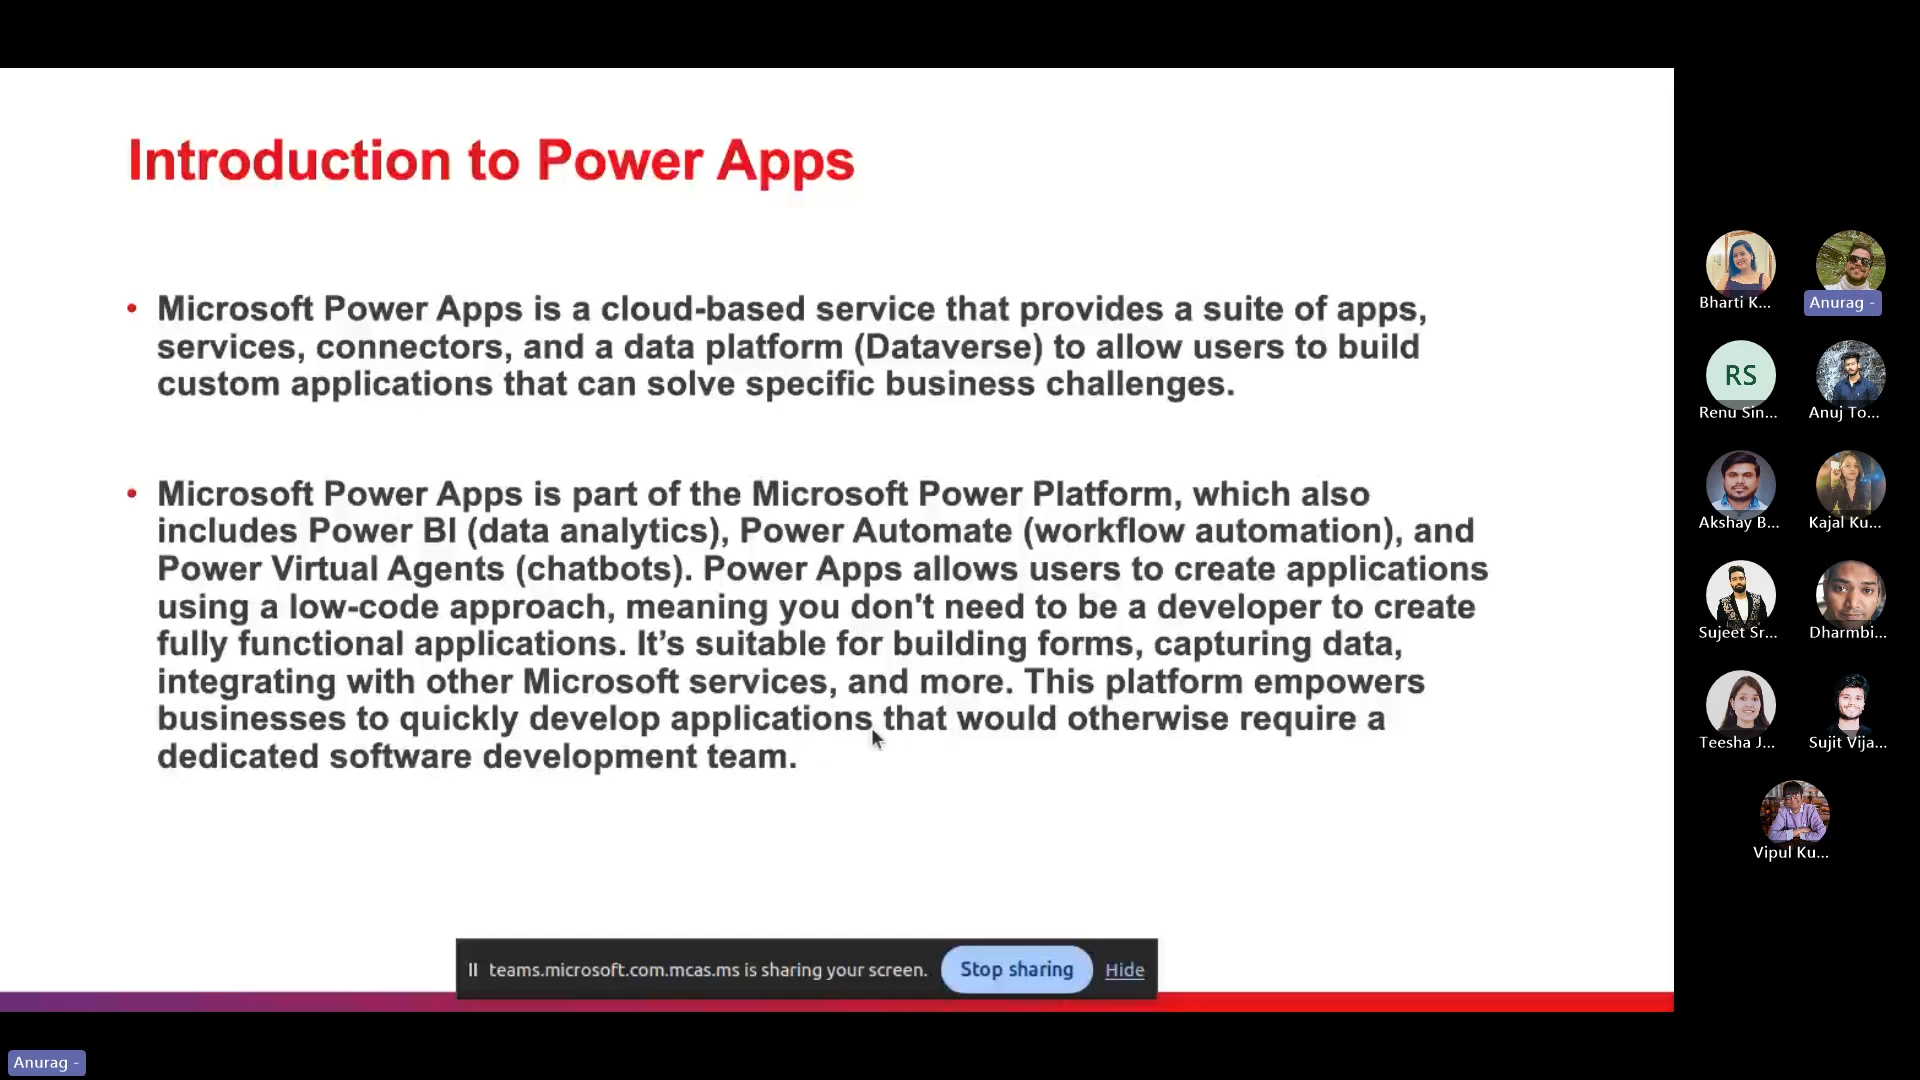 Introduction to Power Apps
• Microsoft Power Apps is a cloud-based service that provides a suite of apps,
services, connectors, and a data platform (Dataverse) to allow users to build
custom applications that can solve specific business challenges.
• Microsoft Power Apps is part of the Microsoft Power Platform, which also
includes Power BI (data analytics), Power Automate (workflow automation), and
Power Virtual Agents (chatbots). Power Apps allows users to create applications
using a low-code approach, meaning you don't need to be a developer to create
fully functional applications. It’s suitable for building forms, capturing data,
integrating with other Microsoft services, and more. This platform empowers
businesses to quickly develop applications that would otherwise require a
dedicated software development team.
teams.microsoft.com.mcas.ms is sharing your screen. Stop sharing Hide
Anurag -
Bharti K... Anurag -
RS
Renu Sin... Anuj To...
Akshay B... Kajal Ku...
Sujeet Sr... Dharmbi...
Teesha J... Sujit Vija...
Vipul Ku...